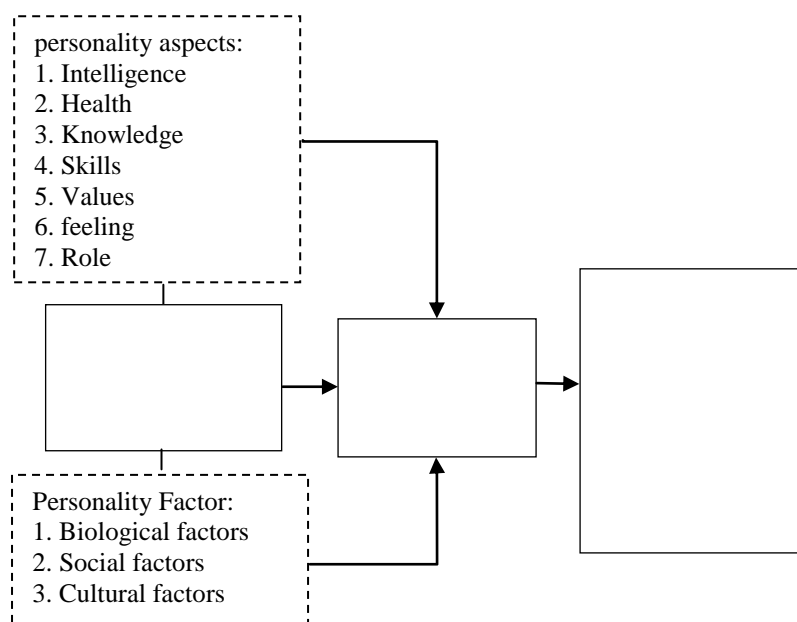 personality aspects:
1. Intelligence
2. Health
3. Knowledge
4. Skills
5. Values
6. feeling
7. Role
Personality Factor:
1. Biological factors
2. Social factors
3. Cultural factors